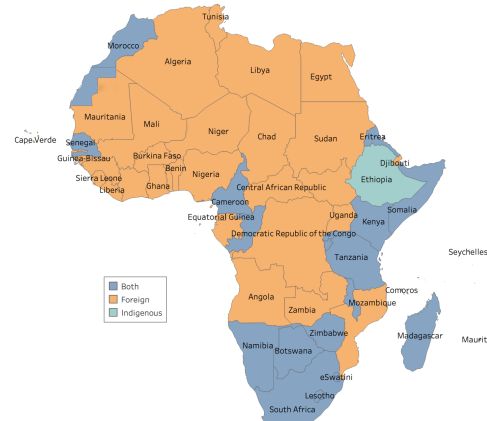 Tunisia
Morocco
Algeria
Libya
Egypt
Mauritania
Mali
Niger
Chad
Sudan
Eritrea
Cape Verde
Senegal
Guinea-Bissau
Burkina Faso
Benin
Djibouti
Sierra Leone
Ghana
Nigeria
Ethiopia
Liberia
Central African Republic
Cameroon
Somalia
Equatorial Guinea
Uganda
Kenya
Democratic Republic of the Congo
Seychelles
Tanzania
Both
Foreign
Indigenous
Angola
Comoros
Zambia
Mozambique
Zimbabwe
Madagascar
Maurit
Namibia
Botswana
eSwatini
Lesotho
South Africa